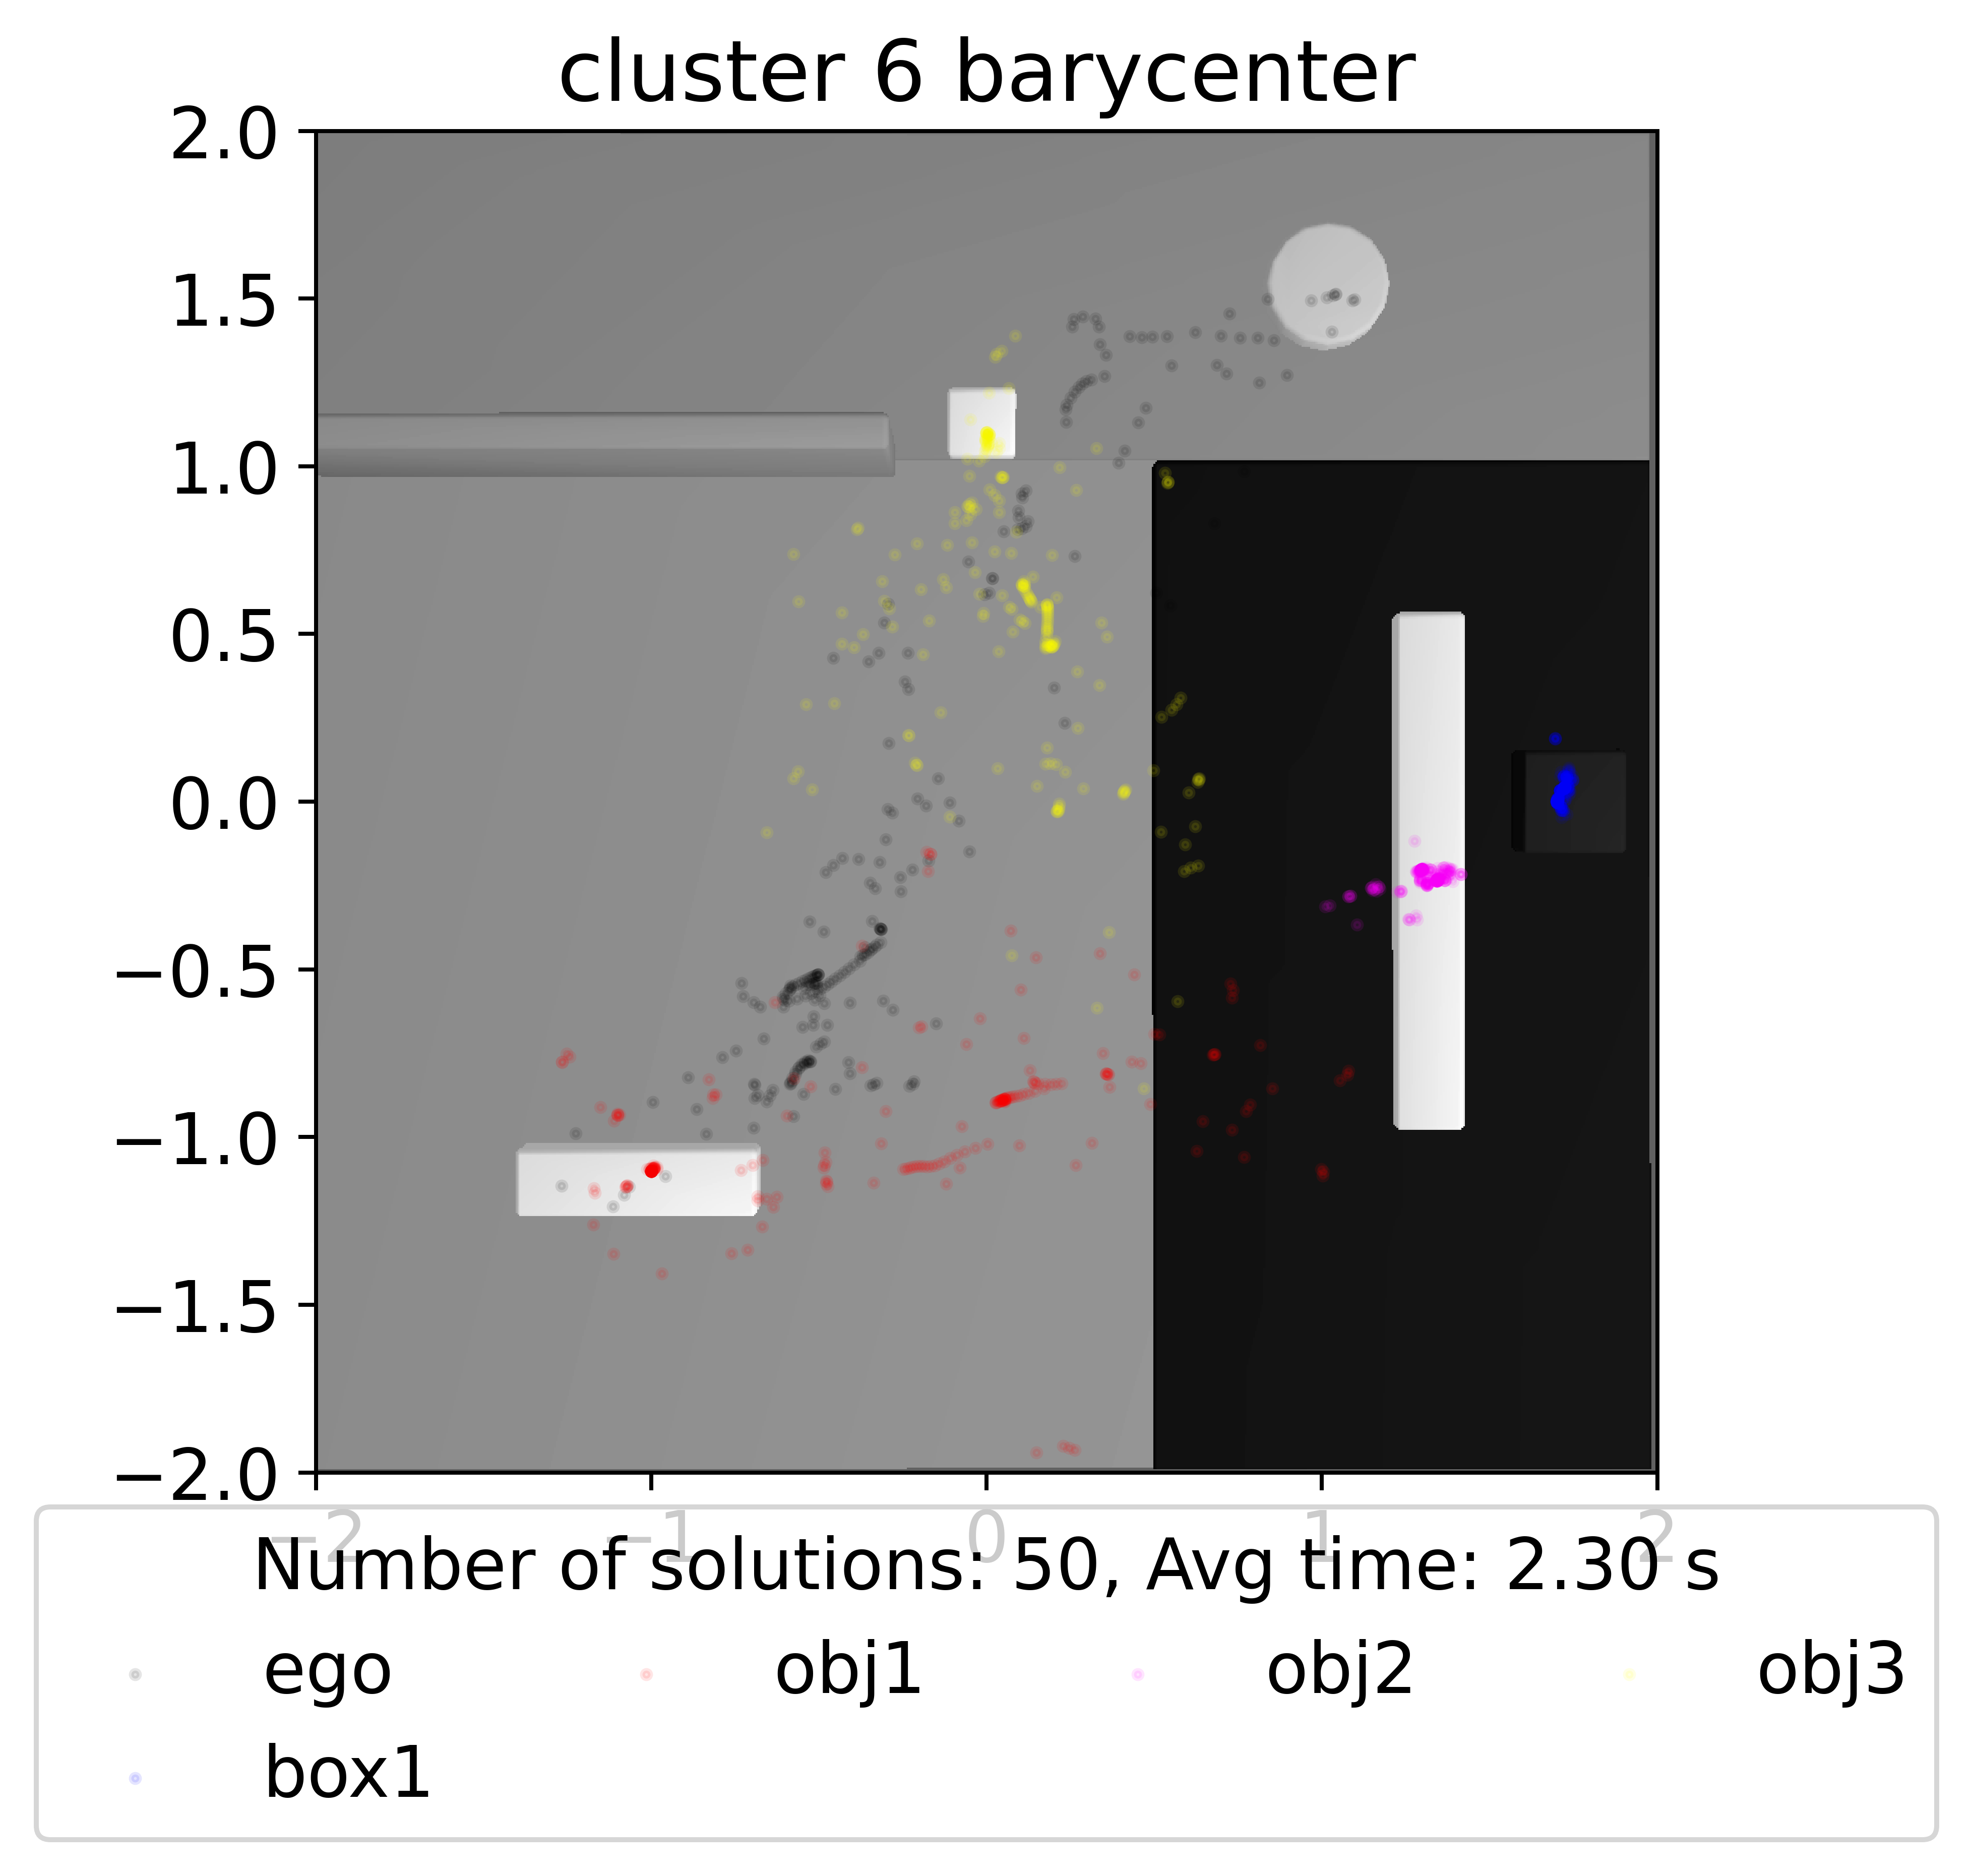 cluster 6 barycenter
2.0
1.5
1.0
0.5
0.0
−0.5
−1.0
−1.5
−2.0
−2 −1 0 1 2
Number of solutions: 50, Avg time: 2.30 s
ego obj1 obj2 obj3
box1